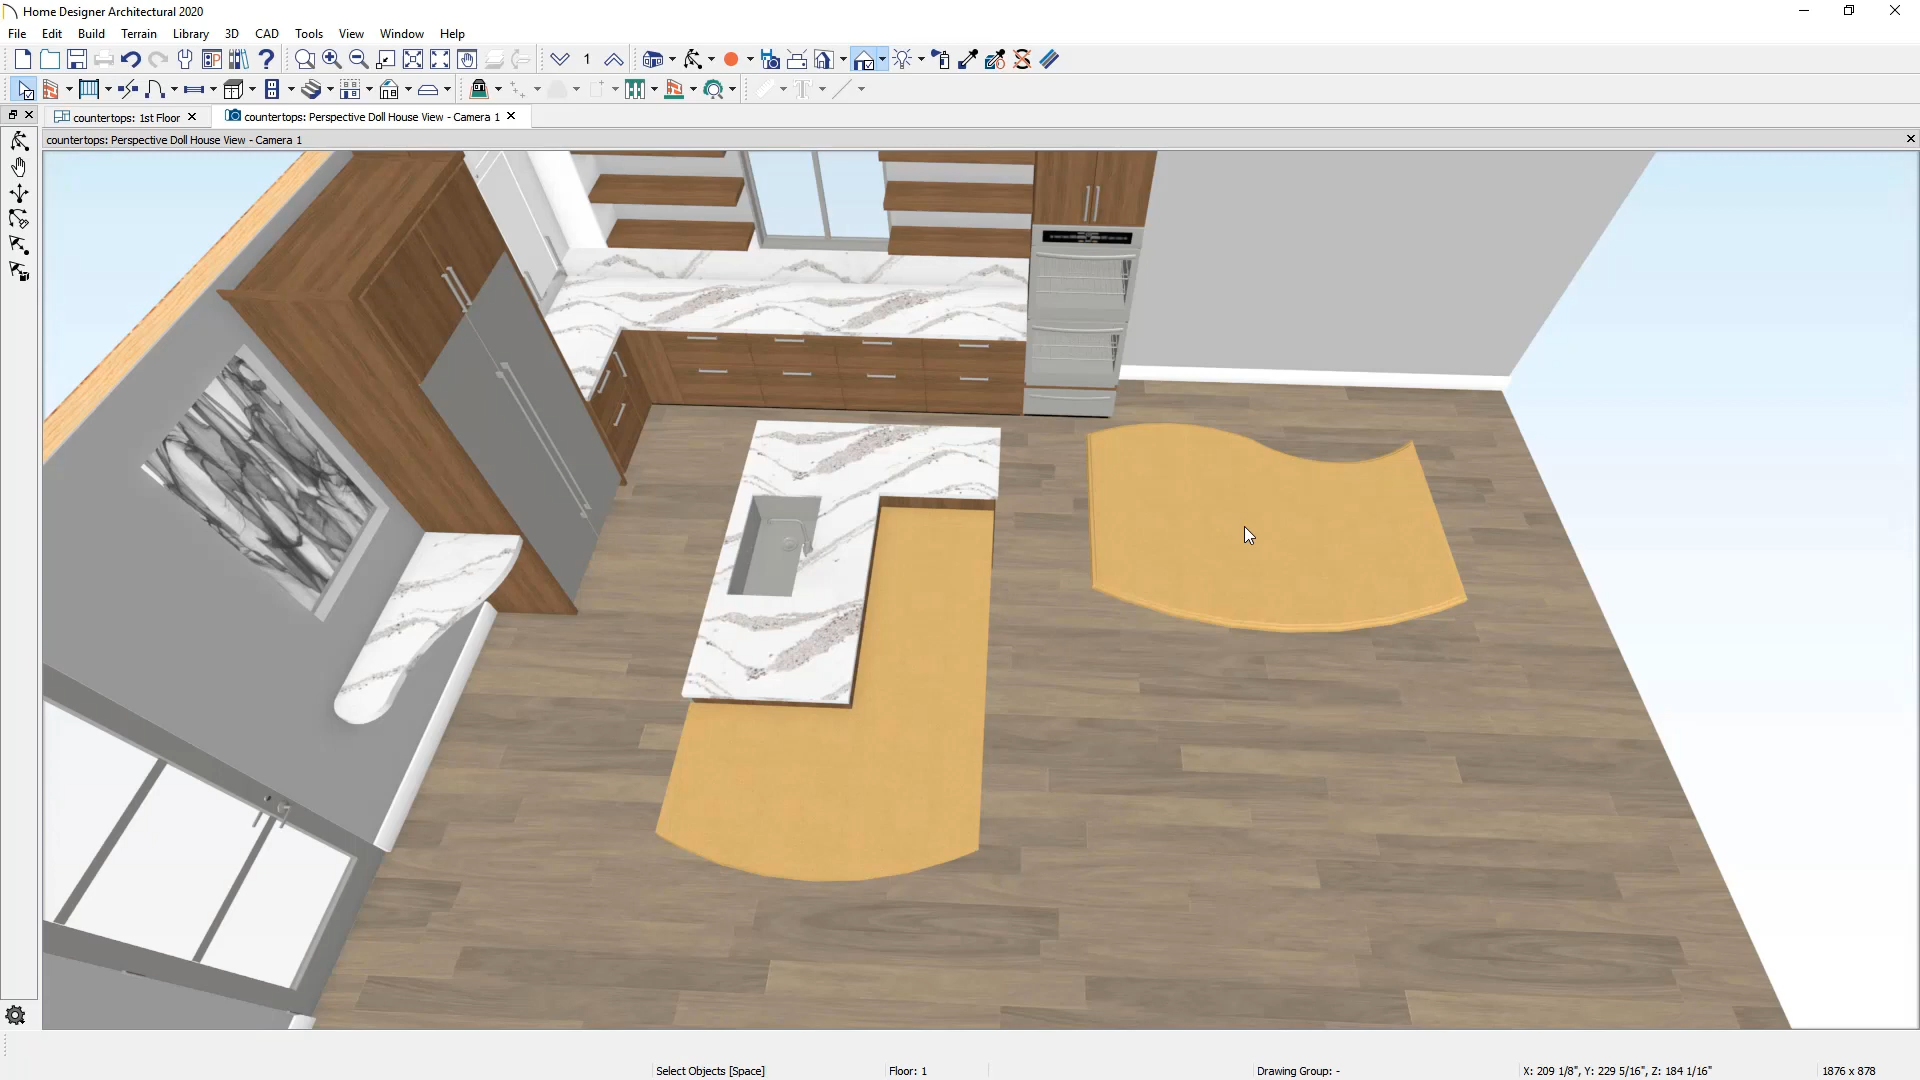 Home Designer Architectural 2020
File Edit Build Terrain Library 3D CAD Tools View Window Help
1
countertops: 1st Floor countertops: Perspective Doll House View - Camera 1
countertops: Perspective Doll House View - Camera 1
Select Objects [Space] Floor: 1 Drawing Group: - X: 209 1/8", Y: 229 5/16", Z: 184 1/16" 1876 x 878